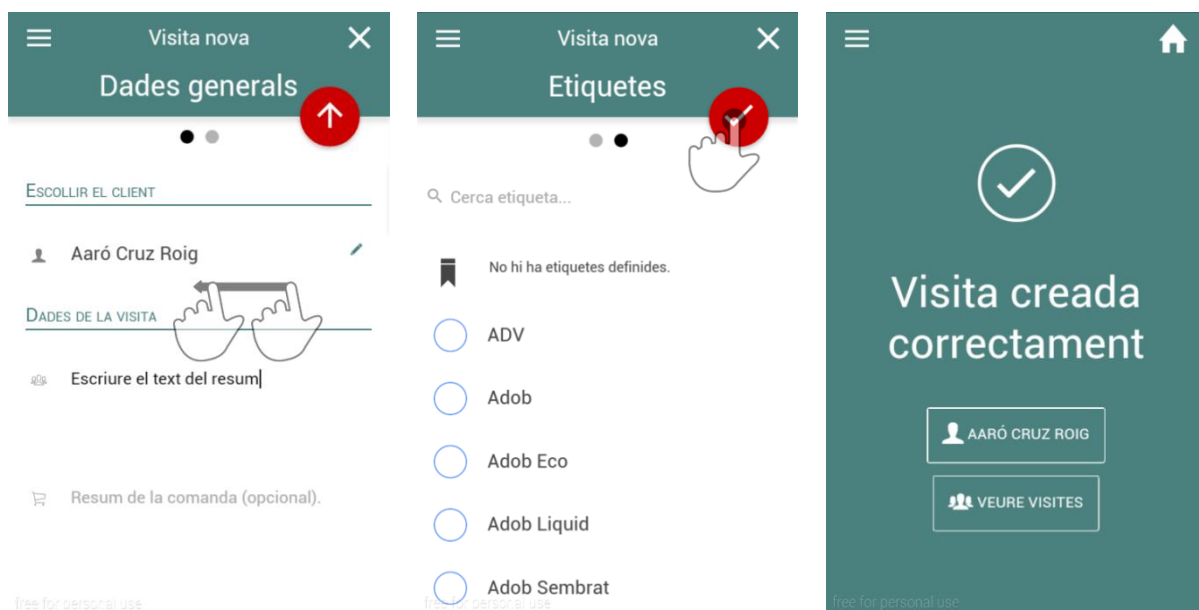 Visita nova
Dades generals
ESCOLLIR EL CLIENT
Aaró Cruz Roig
DADES DE LA VISITA
Escriure el text del resum
Resum de la comanda (opcional).
free for personal use
Visita nova
Etiquetes
Cerca etiqueta...
No hi ha etiquetes definides.
ADV
Adob
Adob Eco
Adob Liquid
Adob Sembrat
free for personal use
Visita creada
correctament
AARÓ CRUZ ROIG
VEURE VISITES
free for personal use